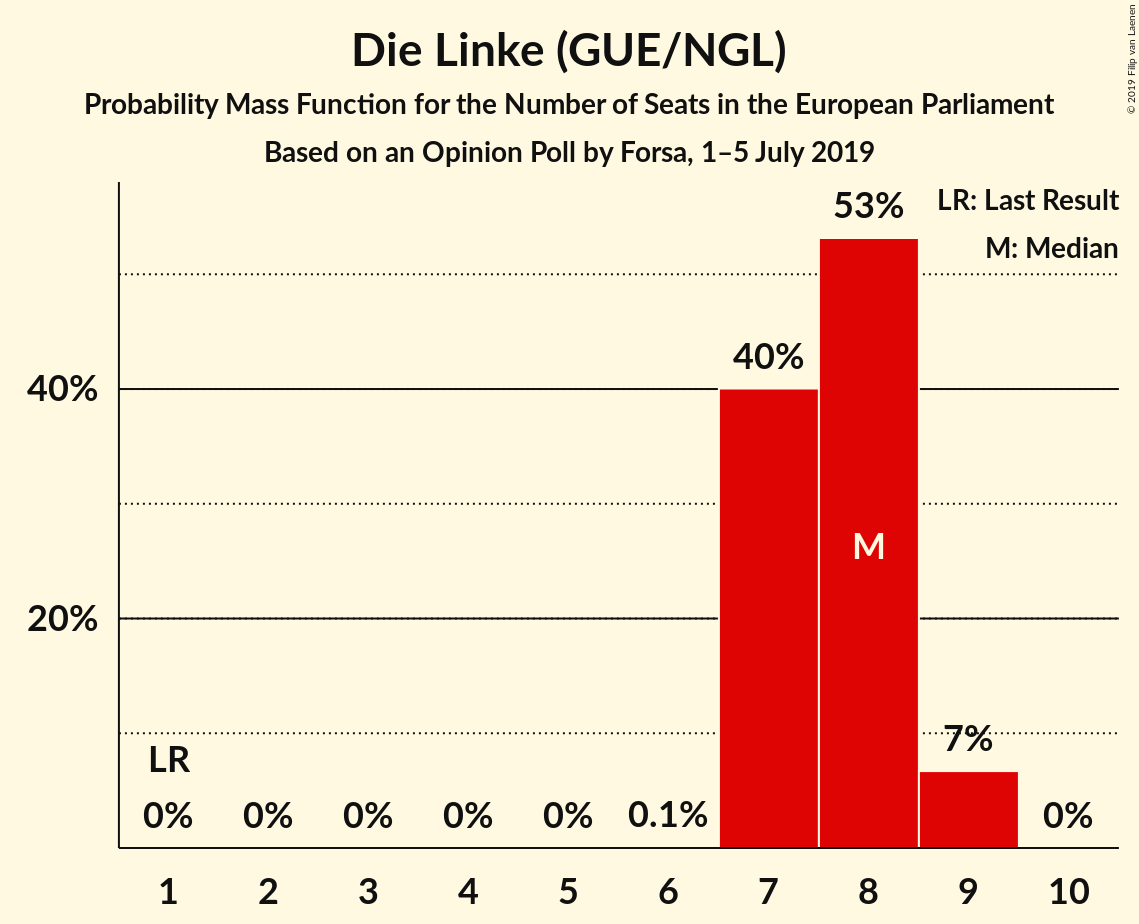 Die Linke (GUE/NGL)
Probability Mass Function for the Number of Seats in the European Parliament
Based on an Opinion Poll by Forsa, 1–5 July 2019
© 2019 Filip van Laenen
LR: Last Result
M: Median
53%
40%
40%
M
20%
7%
LR
0%
0%
0%
0%
0%
0.1%
0%
1
2
3
4
5
6
7
8
9
10